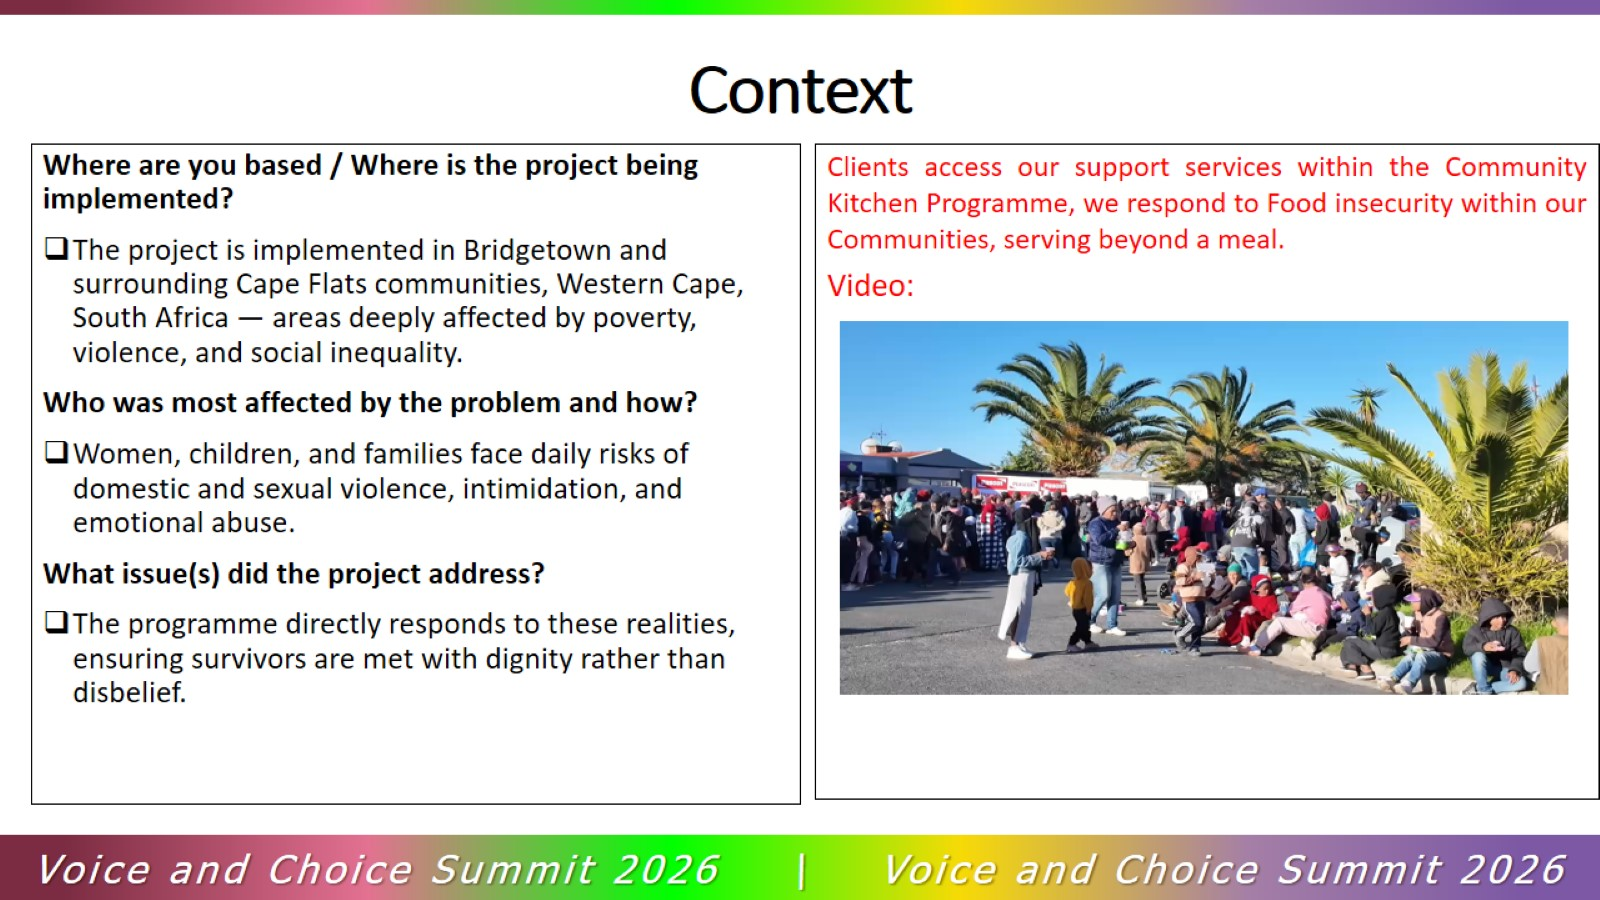 Context
Where are you based / Where is the project being
implemented?
❑The project is implemented in Bridgetown and
surrounding Cape Flats communities, Western Cape,
South Africa — areas deeply affected by poverty,
violence, and social inequality.
Who was most affected by the problem and how?
❑Women, children, and families face daily risks of
domestic and sexual violence, intimidation, and
emotional abuse.
What issue(s) did the project address?
❑The programme directly responds to these realities,
ensuring survivors are met with dignity rather than
disbelief.
Clients access our support services within the Community
Kitchen Programme, we respond to Food insecurity within our
Communities, serving beyond a meal.
Video:
Voice and Choice Summit 2026 | Voice and Choice Summit 2026